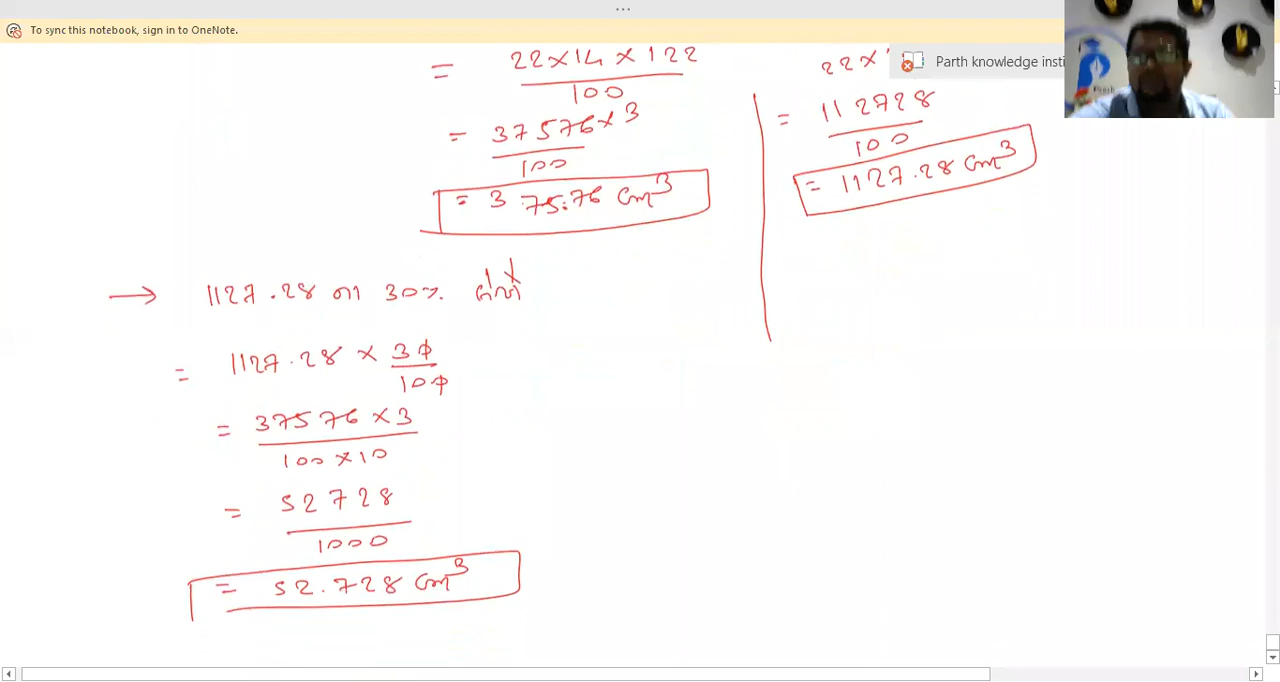 ...
To sync this notebook, sign in to OneNote.
Parth knowledge insti
= 22 × 14 × 122
100
= 37576 × 3
100
= 375.76 cm³
22 ×
= 112728
100
= 1127.28 cm³
→ 1127.28 ના 30%
= 1127.28 × 30
100
= 37576 × 3
100 × 10
= 52728
1000
= 52.728 cm³